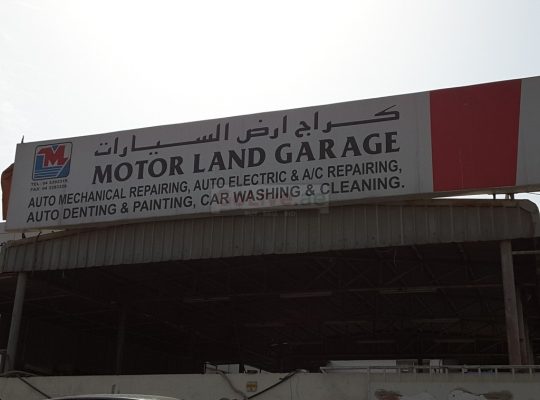 كراج ارض السيارات
M
MOTOR LAND GARAGE
AUTO MECHANICAL REPAIRING, AUTO ELECTRIC & A/C REPAIRING,
AUTO DENTING & PAINTING, CAR WASHING & CLEANING.